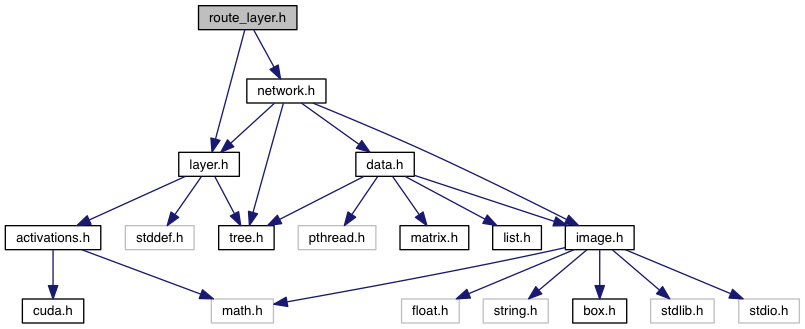 route_layer.h
network.h
layer.h
data.h
activations.h
stddef.h
tree.h
pthread.h
matrix.h
list.h
image.h
cuda.h
math.h
float.h
string.h
box.h
stdlib.h
stdio.h